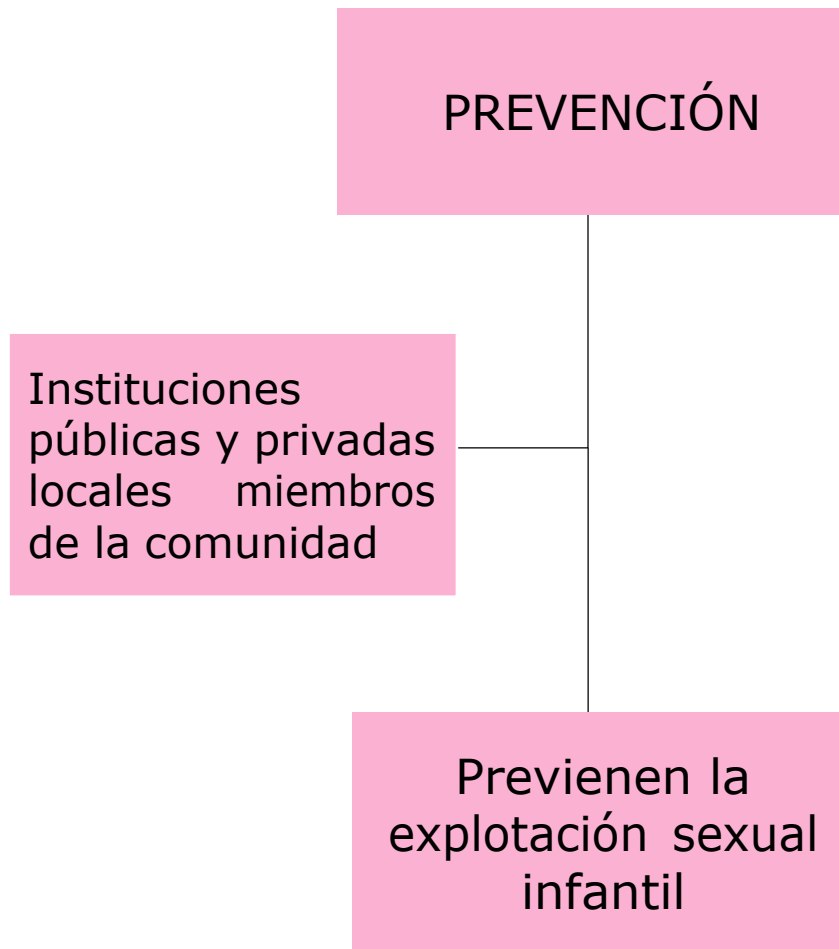 PREVENCIÓN
Instituciones
públicas y privadas
locales miembros
de la comunidad
Previenen la
explotación sexual
infantil